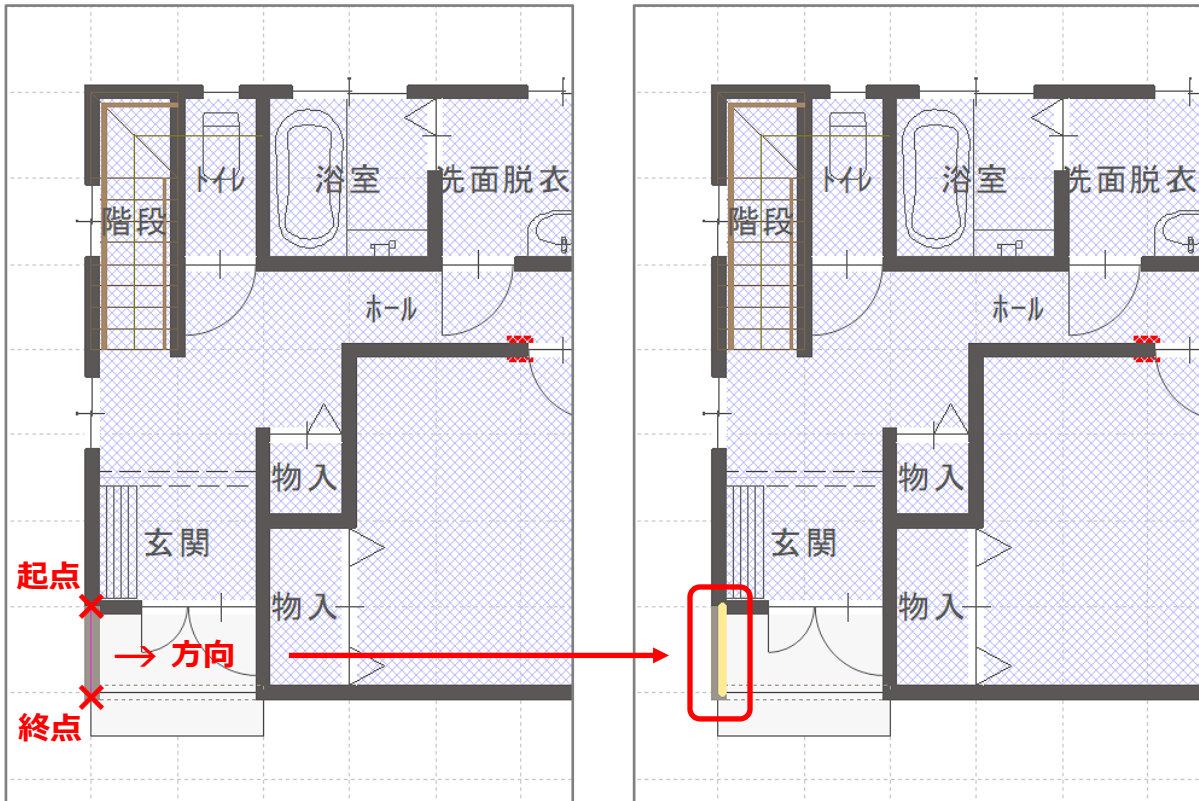 トイレ
浴室
洗面脱衣
階段
ホール
物入
玄関
起点
物入
→ 方向
終点
トイレ
浴室
洗面脱衣
階段
ホール
物入
玄関
物入